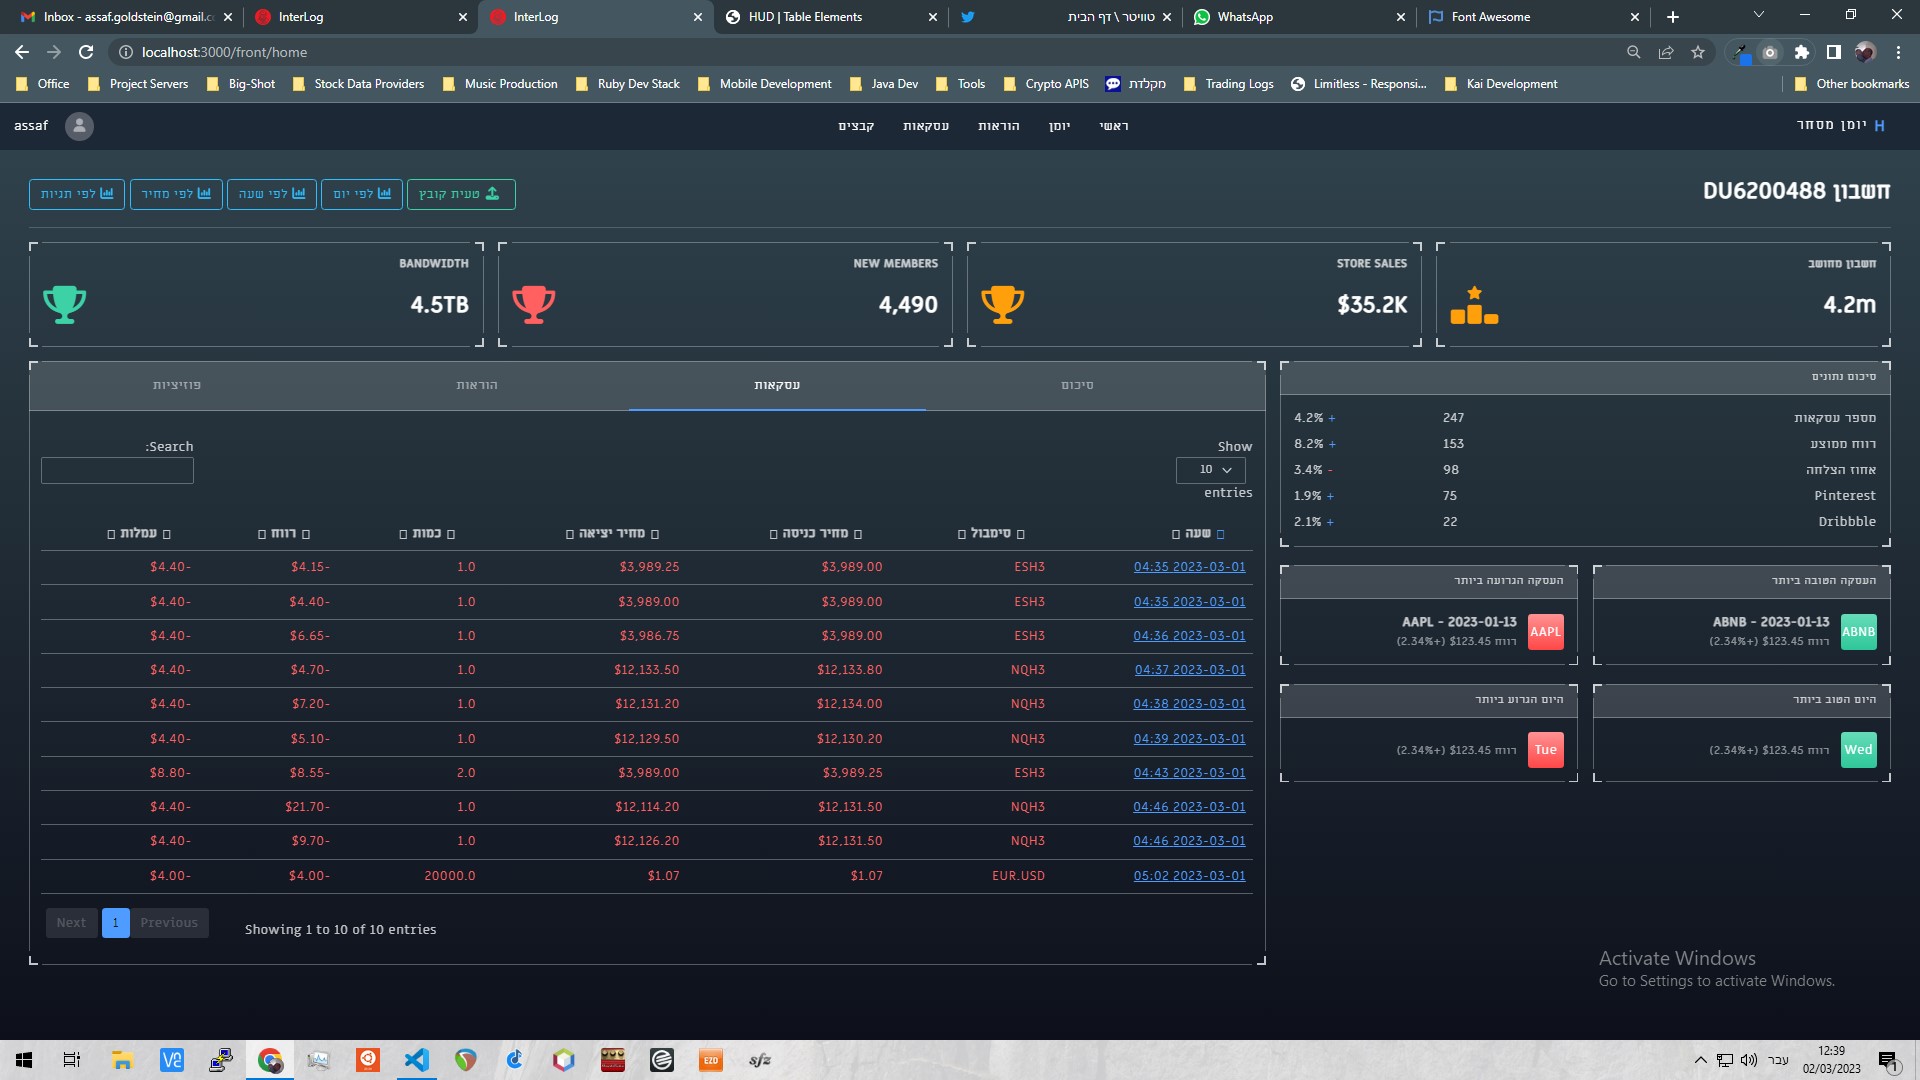 Inbox - assaf.goldstein@gmail.c
InterLog
InterLog
HUD | Table Elements
טוויטר \ דף הבית
WhatsApp
Font Awesome
localhost:3000/front/home
Office
Project Servers
Big-Shot
Stock Data Providers
Music Production
Ruby Dev Stack
Mobile Development
Java Dev
Tools
Crypto APIS
מקלדת
Trading Logs
Limitless - Responsi...
Kai Development
Other bookmarks
H יומן מסחר
ראשי
יומן
הוראות
עסקאות
קבצים
assaf
חשבון DU6200488
טעית קובץ
לפי יום
לפי שעה
לפי מחיר
לפי תגיות
חשבון מחושב
4.2m
STORE SALES
$35.2K
NEW MEMBERS
4,490
BANDWIDTH
4.5TB
סיכום נתונים
מספר עסקאות 247 4.2% +
רווח ממוצע 153 8.2% +
אחוז הצלחה 98 3.4% -
Pinterest 75 1.9% +
Dribbble 22 2.1% +
העסקה הטובה ביותר
ABNB
ABNB - 2023-01-13
רווח $123.45 (+2.34%)
העסקה הגרועה ביותר
AAPL
AAPL - 2023-01-13
רווח $123.45 (+2.34%)
היום הטוב ביותר
Wed
רווח $123.45 (+2.34%)
היום הגרוע ביותר
Tue
רווח $123.45 (+2.34%)
סיכום
עסקאות
הוראות
פוזיציות
Show
10
entries
:Search
שעה סימבול מחיר כניסה מחיר יציאה כמות רווח עמלות
04:35 2023-03-01 ESH3 $3,989.00 $3,989.25 1.0 $4.15- $4.40-
04:35 2023-03-01 ESH3 $3,989.00 $3,989.00 1.0 $4.40- $4.40-
04:36 2023-03-01 ESH3 $3,989.00 $3,986.75 1.0 $6.65- $4.40-
04:37 2023-03-01 NQH3 $12,133.80 $12,133.50 1.0 $4.70- $4.40-
04:38 2023-03-01 NQH3 $12,134.00 $12,131.20 1.0 $7.20- $4.40-
04:39 2023-03-01 NQH3 $12,130.20 $12,129.50 1.0 $5.10- $4.40-
04:43 2023-03-01 ESH3 $3,989.25 $3,989.00 2.0 $8.55- $8.80-
04:46 2023-03-01 NQH3 $12,131.50 $12,114.20 1.0 $21.70- $4.40-
04:46 2023-03-01 NQH3 $12,131.50 $12,126.20 1.0 $9.70- $4.40-
05:02 2023-03-01 EUR.USD $1.07 $1.07 20000.0 $4.00- $4.00-
Next 1 Previous
Showing 1 to 10 of 10 entries
Activate Windows
Go to Settings to activate Windows.
EZD
sfz
עבר
12:39
02/03/2023
1